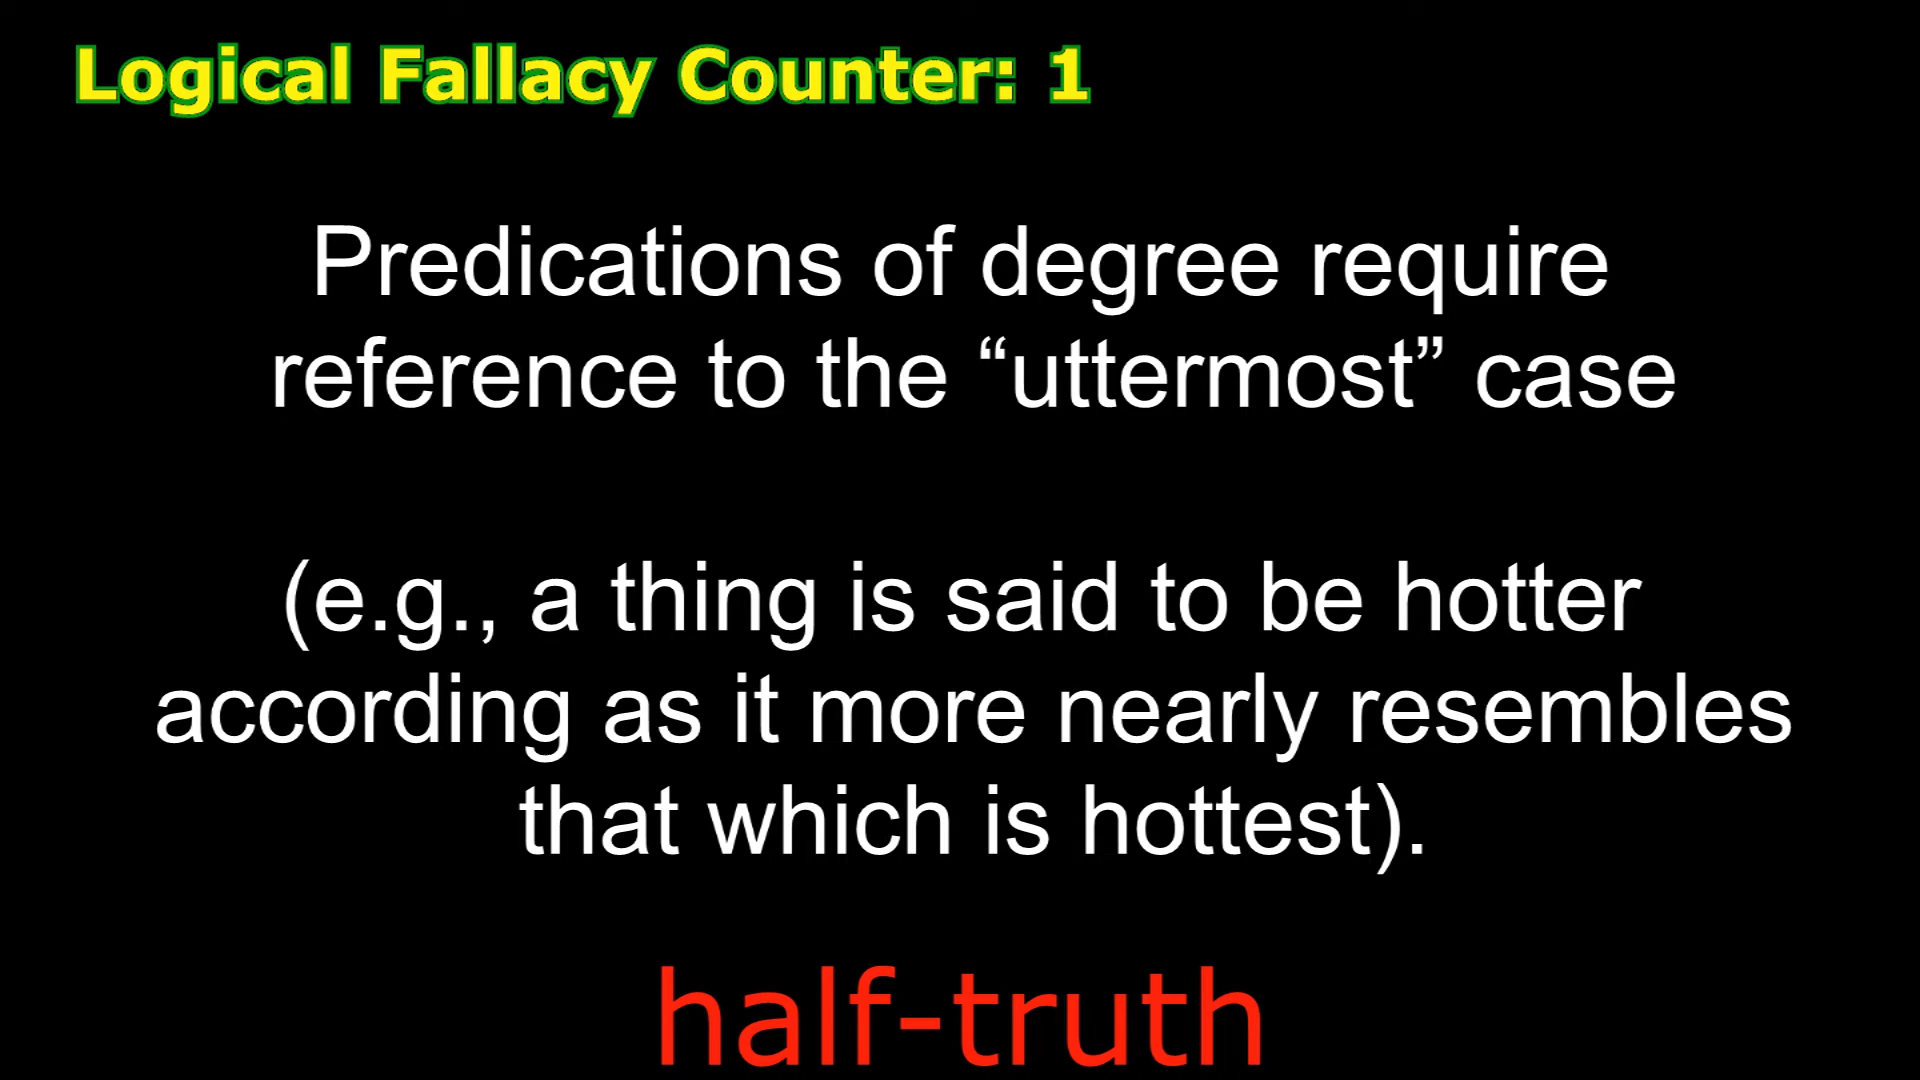 Logical Fallacy Counter: 1
Predications of degree require
reference to the “uttermost” case
(e.g., a thing is said to be hotter
according as it more nearly resembles
that which is hottest).
half-truth